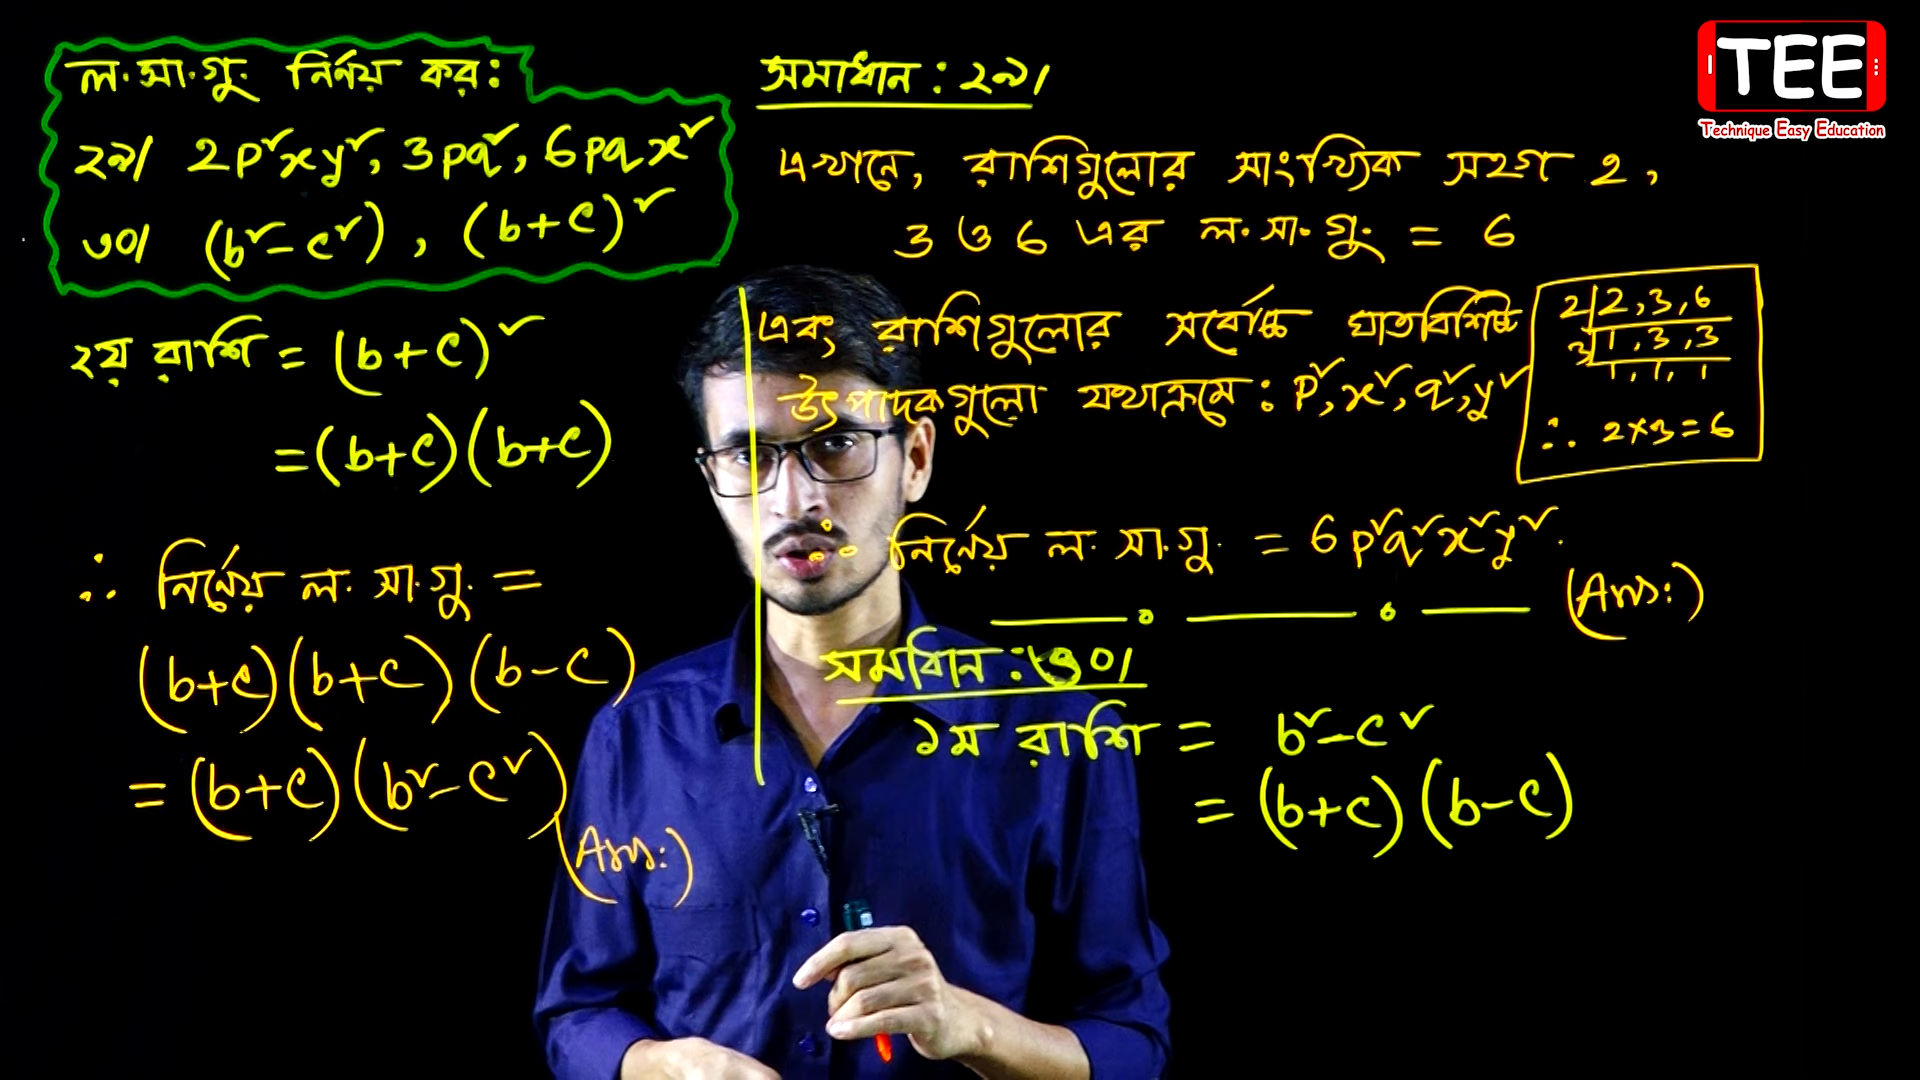 ল. সা. গু. নির্ণয় কর:
২৯। 2p²xy², 3pq², 6pqx²
৩০। (b²-c²), (b+c)²
সমাধান: ২৯।
এখানে, রাশিগুলোর সাংখ্যিক সহগ 2,
3 ও 6 এর ল. সা. গু. = 6
এবং রাশিগুলোর সর্বোচ্চ ঘাতবিশিষ্ট
উৎপাদকগুলো যথাক্রমে: p², x², q², y²
2|2, 3, 6
3|1, 3, 3
1, 1, 1
∴ 2×3=6
∴ নির্ণেয় ল. সা. গু. = 6p²q²x²y².
(Ans:)
সমাধান: ৩০।
১ম রাশি = b²-c²
= (b+c)(b-c)
২য় রাশি = (b+c)²
= (b+c)(b+c)
∴ নির্ণেয় ল. সা. গু. =
(b+c)(b+c)(b-c)
= (b+c)(b²-c²)
(Ans:)
TEE
Technique Easy Education